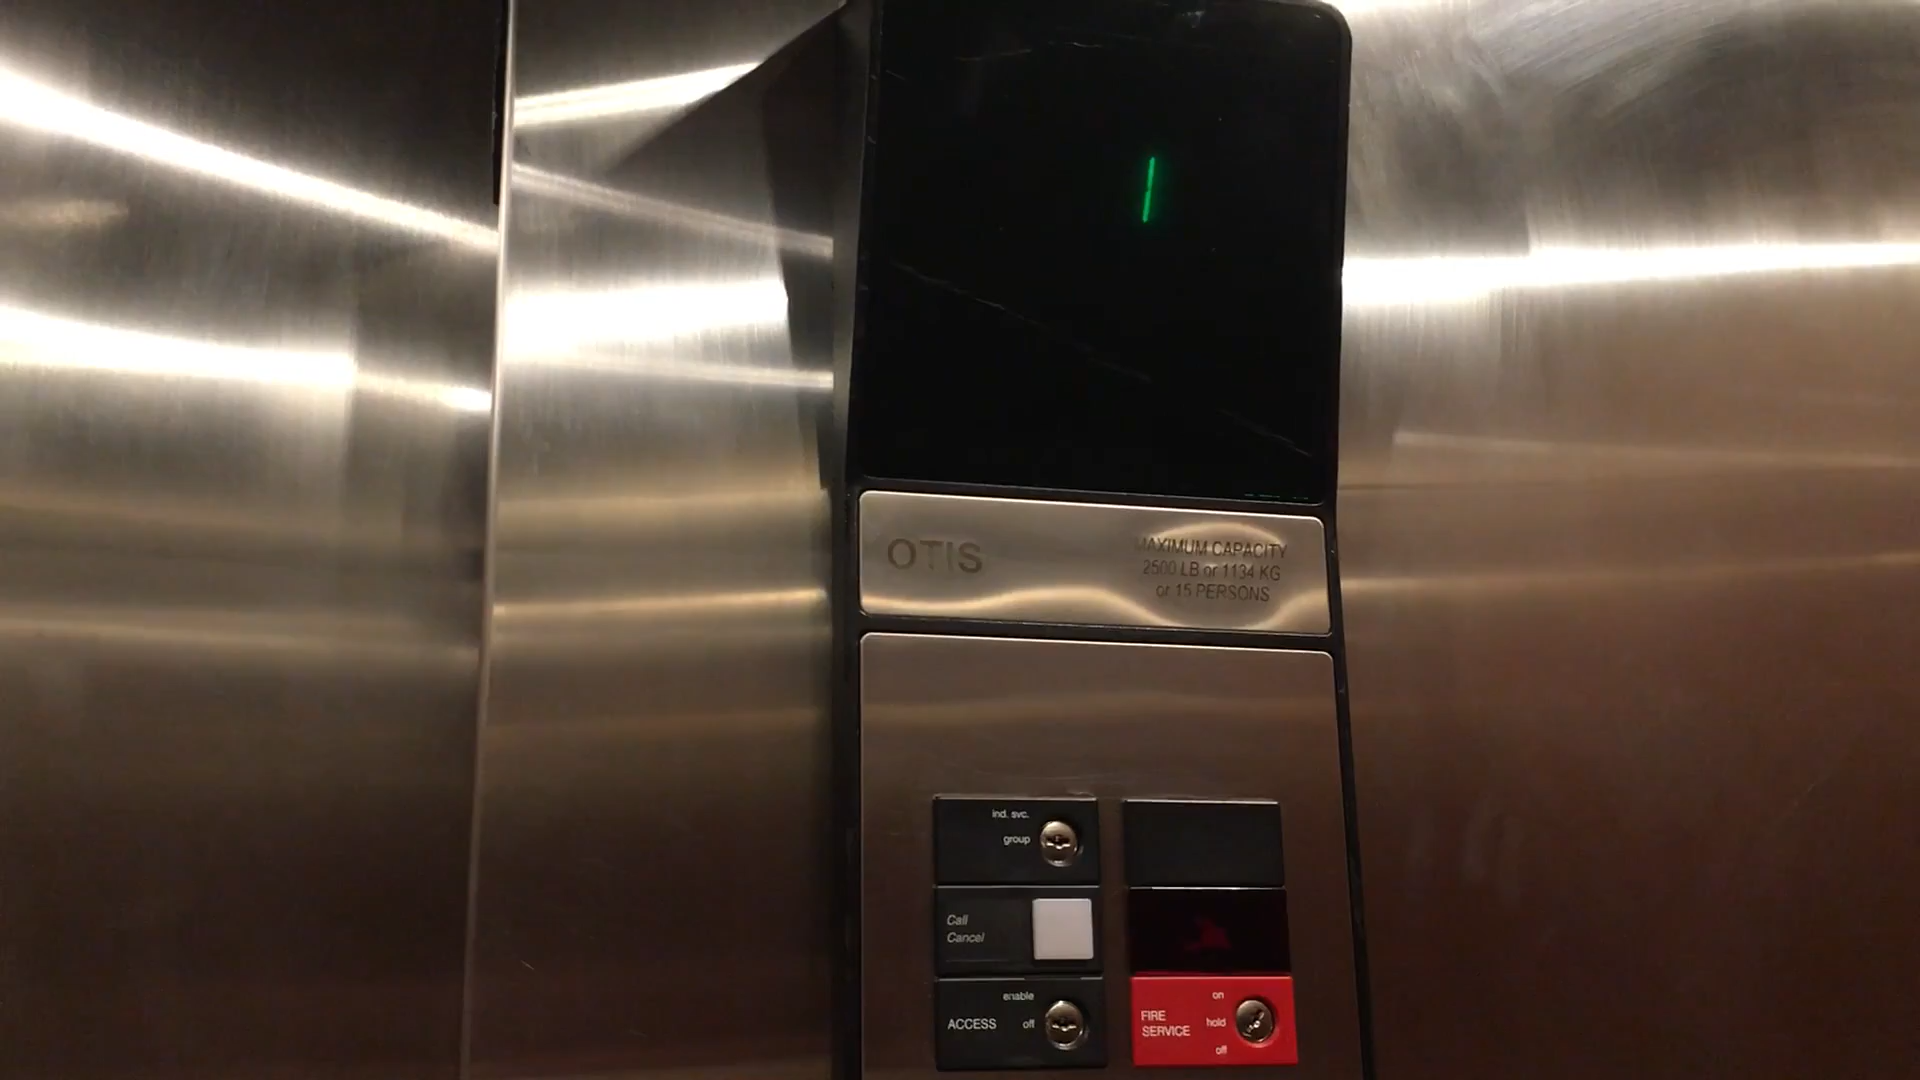 1
OTIS
MAXIMUM CAPACITY
2500 LB or 1134 KG
or 15 PERSONS
ind. svc.
group
Call
Cancel
enable
ACCESS off
on
FIRE
SERVICE
hold
off